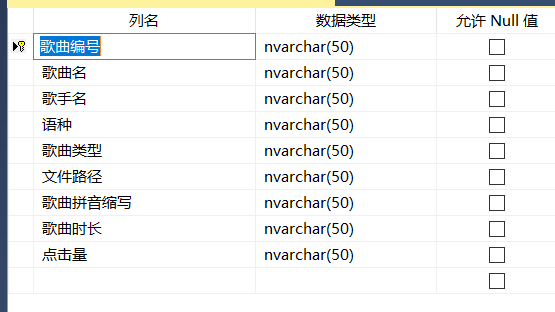 列名 数据类型 允许 Null 值
歌曲编号 nvarchar(50)
歌曲名 nvarchar(50)
歌手名 nvarchar(50)
语种 nvarchar(50)
歌曲类型 nvarchar(50)
文件路径 nvarchar(50)
歌曲拼音缩写 nvarchar(50)
歌曲时长 nvarchar(50)
点击量 nvarchar(50)